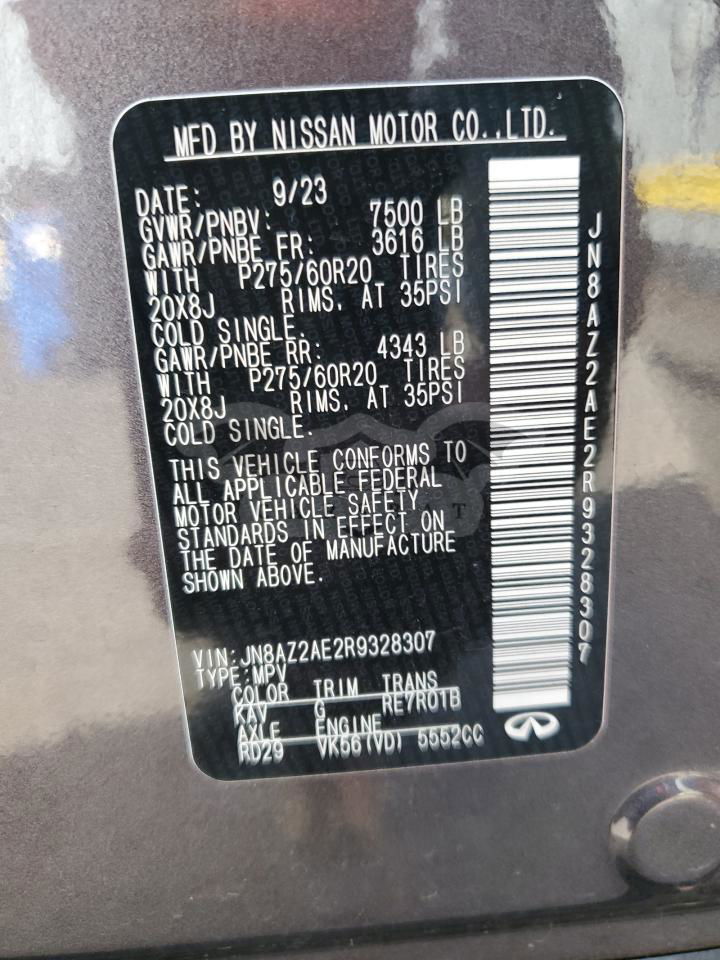 MFD BY NISSAN MOTOR CO.,LTD.
DATE: 9/23
GVWR/PNBV: 7500 LB
GAWR/PNBE FR: 3616 LB
WITH P275/60R20 TIRES
20X8J RIMS. AT 35PSI
COLD SINGLE.
GAWR/PNBE RR: 4343 LB
WITH P275/60R20 TIRES
20X8J RIMS. AT 35PSI
COLD SINGLE.
THIS VEHICLE CONFORMS TO
ALL APPLICABLE FEDERAL
MOTOR VEHICLE SAFETY
STANDARDS IN EFFECT ON
THE DATE OF MANUFACTURE
SHOWN ABOVE.
VIN:JN8AZ2AE2R9328307
TYPE:MPV
COLOR TRIM TRANS
KAV G RE7R01B
AXLE ENGINE
RD29 VK56(VD) 5552CC
JN8AZ2AE2R9328307